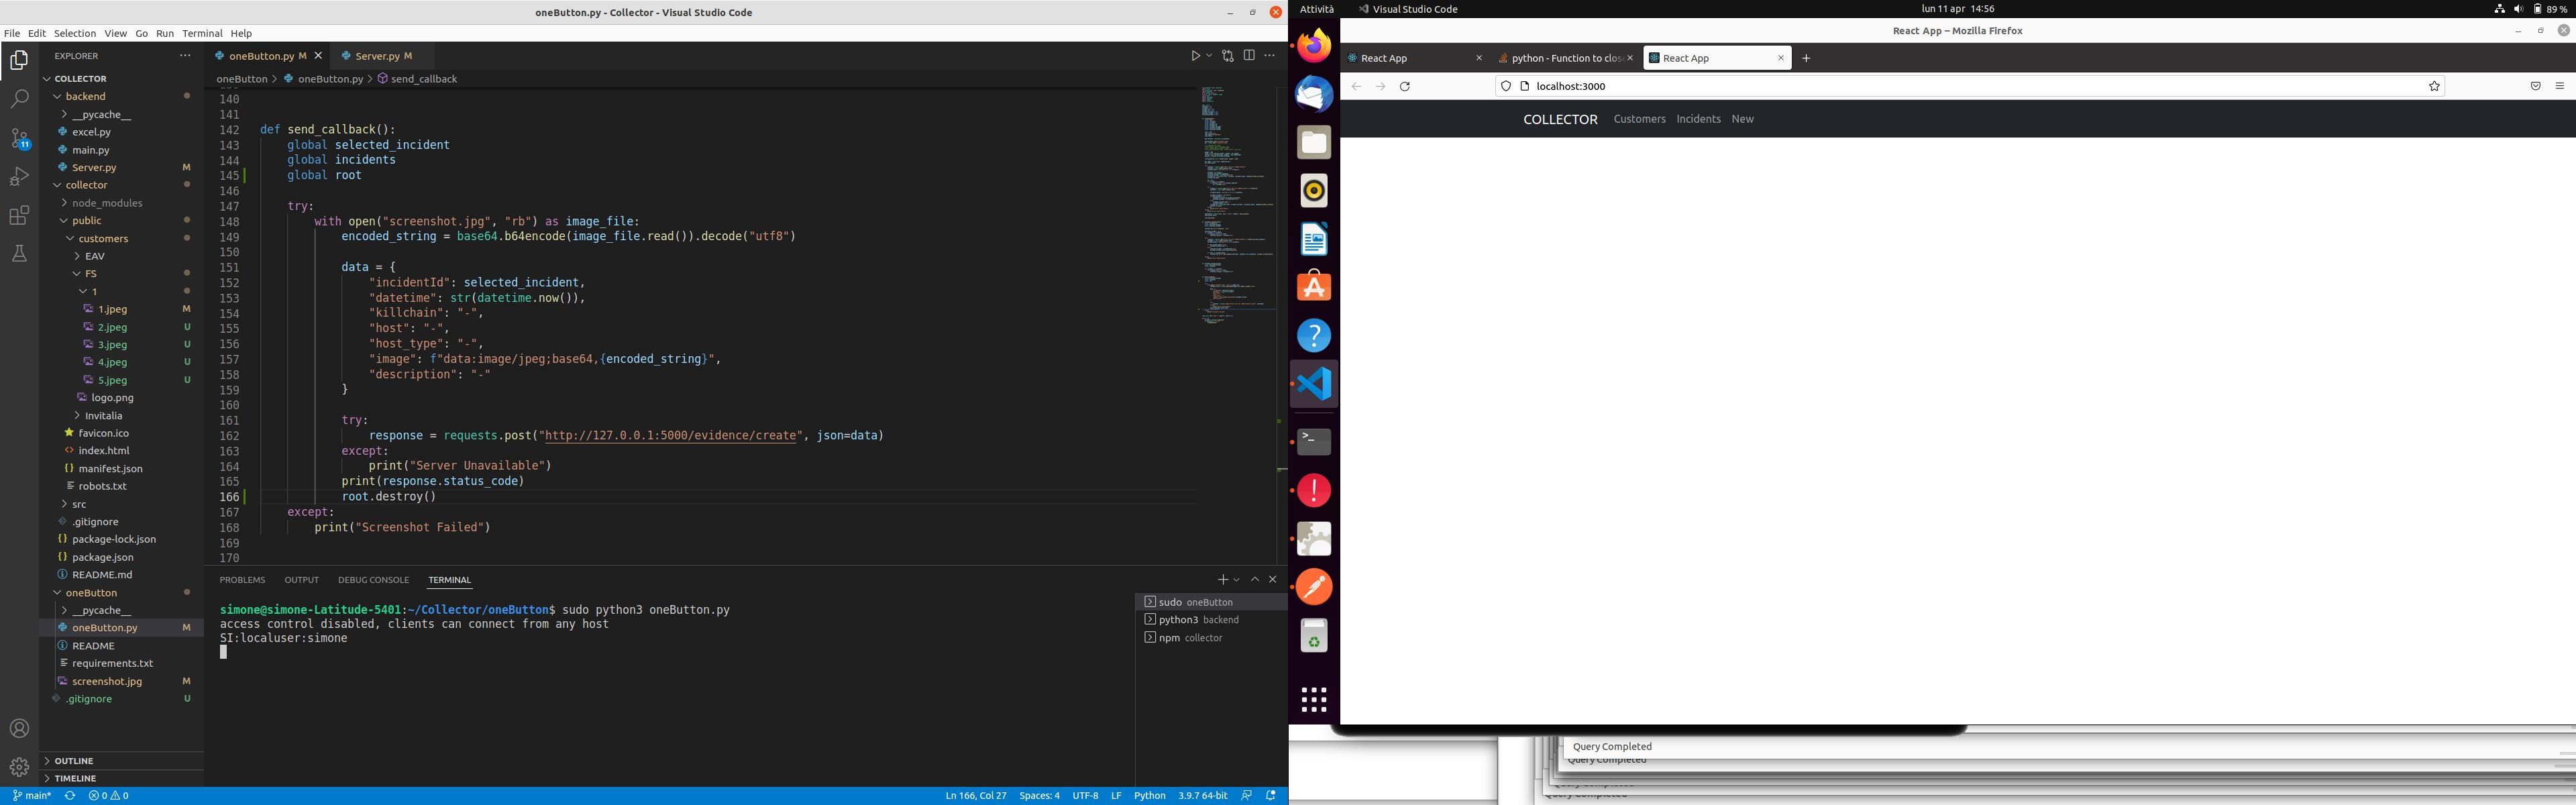 oneButton.py - Collector - Visual Studio Code
File Edit Selection View Go Run Terminal Help
EXPLORER
COLLECTOR
backend
__pycache__
excel.py
main.py
Server.py M
collector
node_modules
public
customers
EAV
FS
1
1.jpeg M
2.jpeg U
3.jpeg U
4.jpeg U
5.jpeg U
logo.png
Invitalia
favicon.ico
index.html
manifest.json
robots.txt
src
.gitignore
package-lock.json
package.json
README.md
oneButton
__pycache__
oneButton.py M
README
requirements.txt
screenshot.jpg M
.gitignore U
OUTLINE
TIMELINE
11
oneButton.py M Server.py M
oneButton > oneButton.py > send_callback
140
141
142 def send_callback():
143 global selected_incident
144 global incidents
145 global root
146
147 try:
148 with open("screenshot.jpg", "rb") as image_file:
149 encoded_string = base64.b64encode(image_file.read()).decode("utf8")
150
151 data = {
152 "incidentId": selected_incident,
153 "datetime": str(datetime.now()),
154 "killchain": "-",
155 "host": "-",
156 "host_type": "-",
157 "image": f"data:image/jpeg;base64,{encoded_string}",
158 "description": "-"
159 }
160
161 try:
162 response = requests.post("http://127.0.0.1:5000/evidence/create", json=data)
163 except:
164 print("Server Unavailable")
165 print(response.status_code)
166 root.destroy()
167 except:
168 print("Screenshot Failed")
169
170
PROBLEMS OUTPUT DEBUG CONSOLE TERMINAL
simone@simone-Latitude-5401:~/Collector/oneButton$ sudo python3 oneButton.py
access control disabled, clients can connect from any host
SI:localuser:simone
sudo oneButton
python3 backend
npm collector
main* 0 0 Ln 166, Col 27 Spaces: 4 UTF-8 LF Python 3.9.7 64-bit
Attività Visual Studio Code lun 11 apr 14:56 89 %
React App – Mozilla Firefox
React App python - Function to clos React App
localhost:3000
COLLECTOR Customers Incidents New
Query Completed
Query Completed